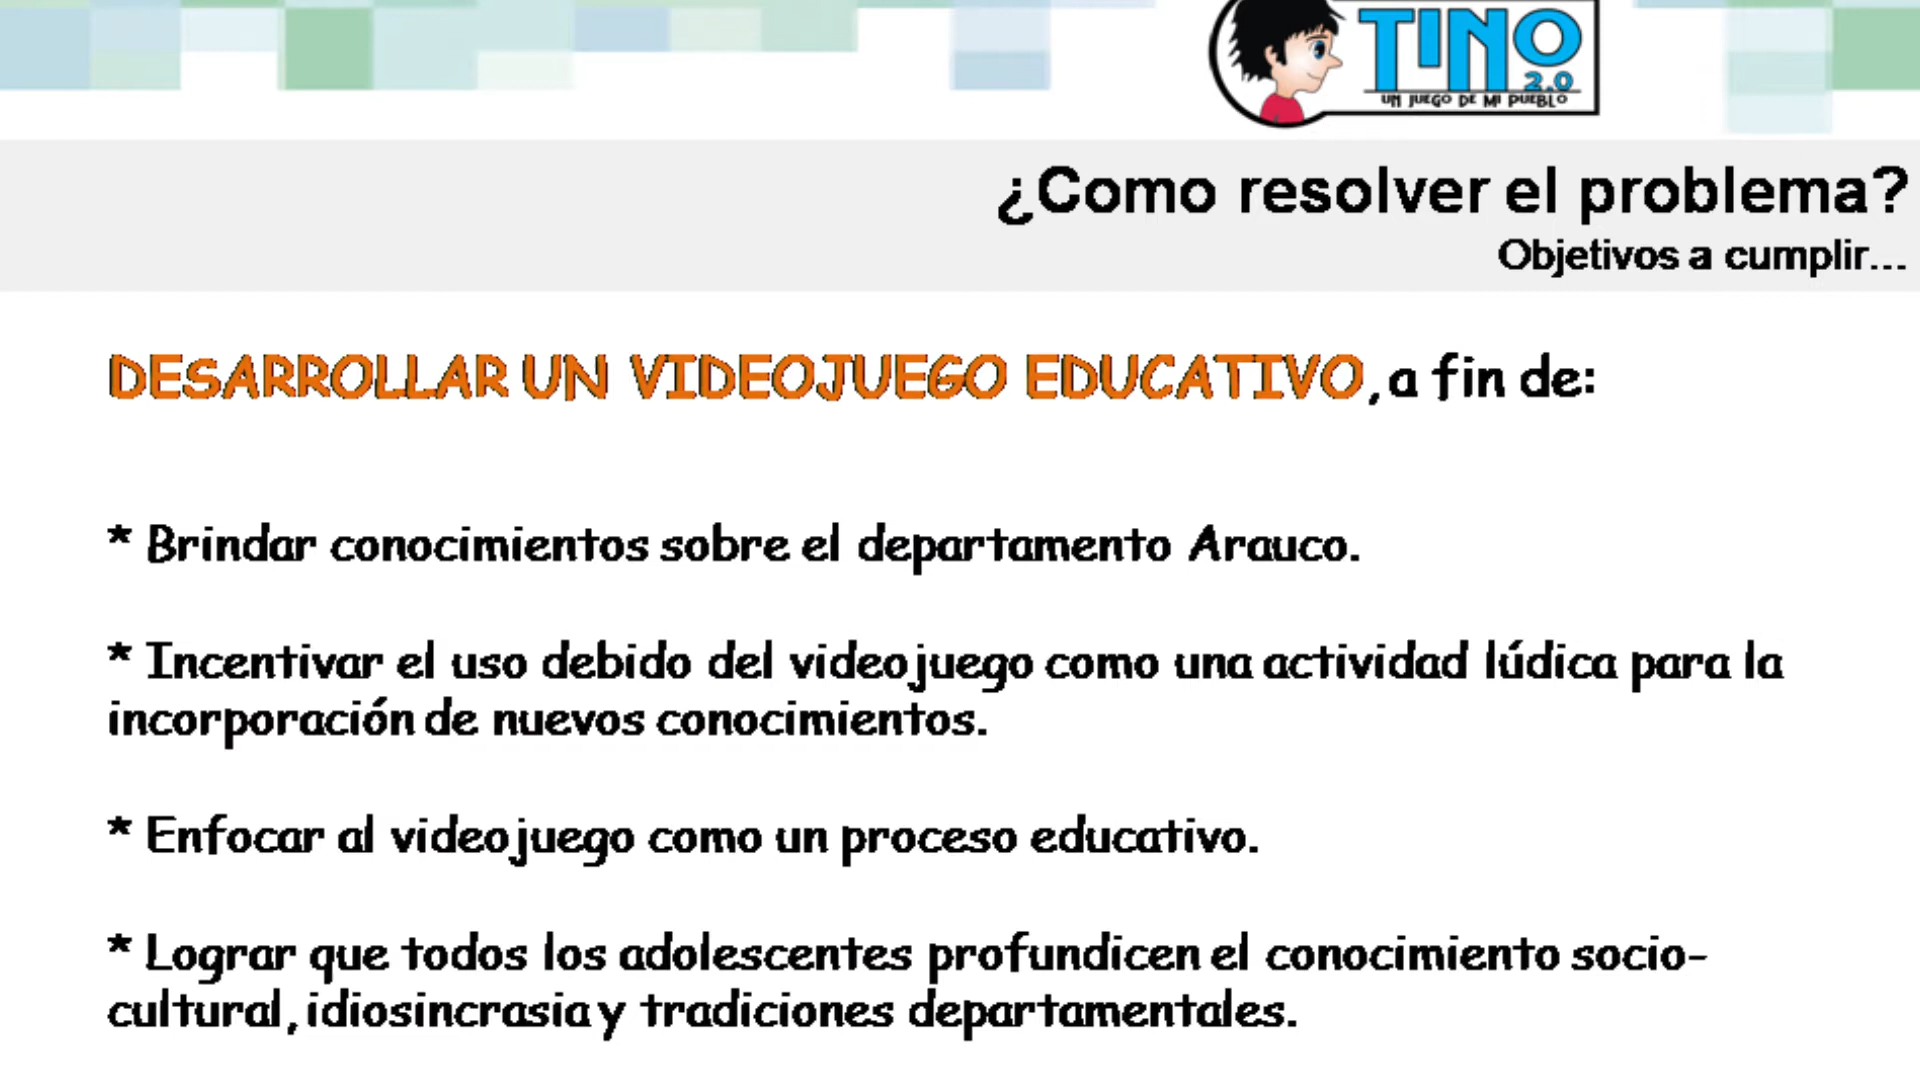 TINO
2.0
UN JUEGO DE MI PUEBLO
¿Como resolver el problema?
Objetivos a cumplir...
DESARROLLAR UN VIDEOJUEGO EDUCATIVO, a fin de:
* Brindar conocimientos sobre el departamento Arauco.
* Incentivar el uso debido del videojuego como una actividad lúdica para la
incorporación de nuevos conocimientos.
* Enfocar al videojuego como un proceso educativo.
* Lograr que todos los adolescentes profundicen el conocimiento socio-
cultural, idiosincrasia y tradiciones departamentales.